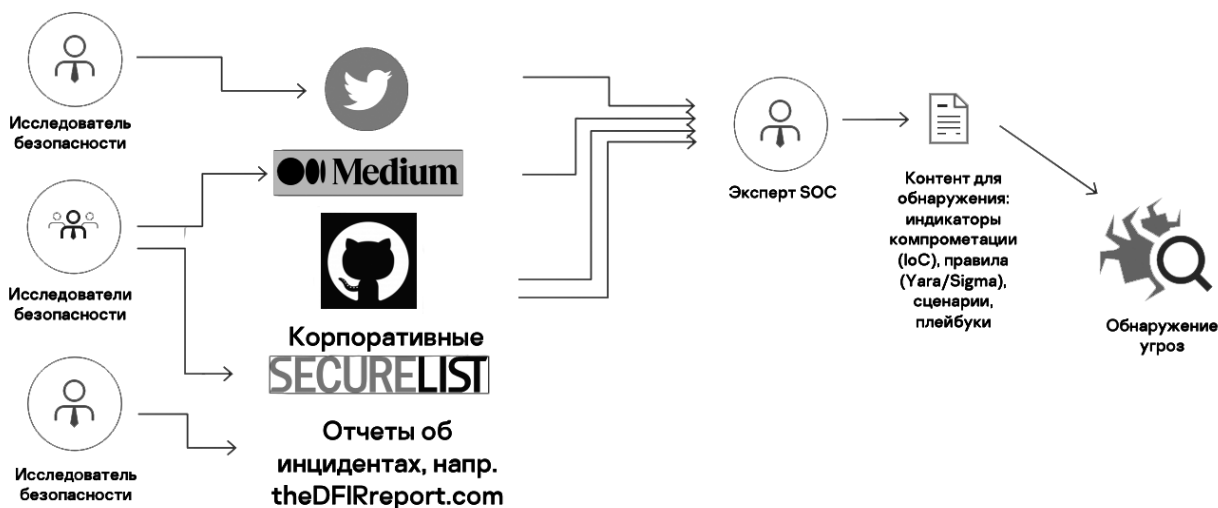 Исследователь
безопасности
Исследователи
безопасности
Исследователь
безопасности
Medium
Корпоративные
SECURELIST
Отчеты об
инцидентах, напр.
theDFIRreport.com
Эксперт SOC
Контент для
обнаружения:
индикаторы
компрометации
(IoC), правила
(Yara/Sigma),
сценарии,
плейбуки
Обнаружение
угроз